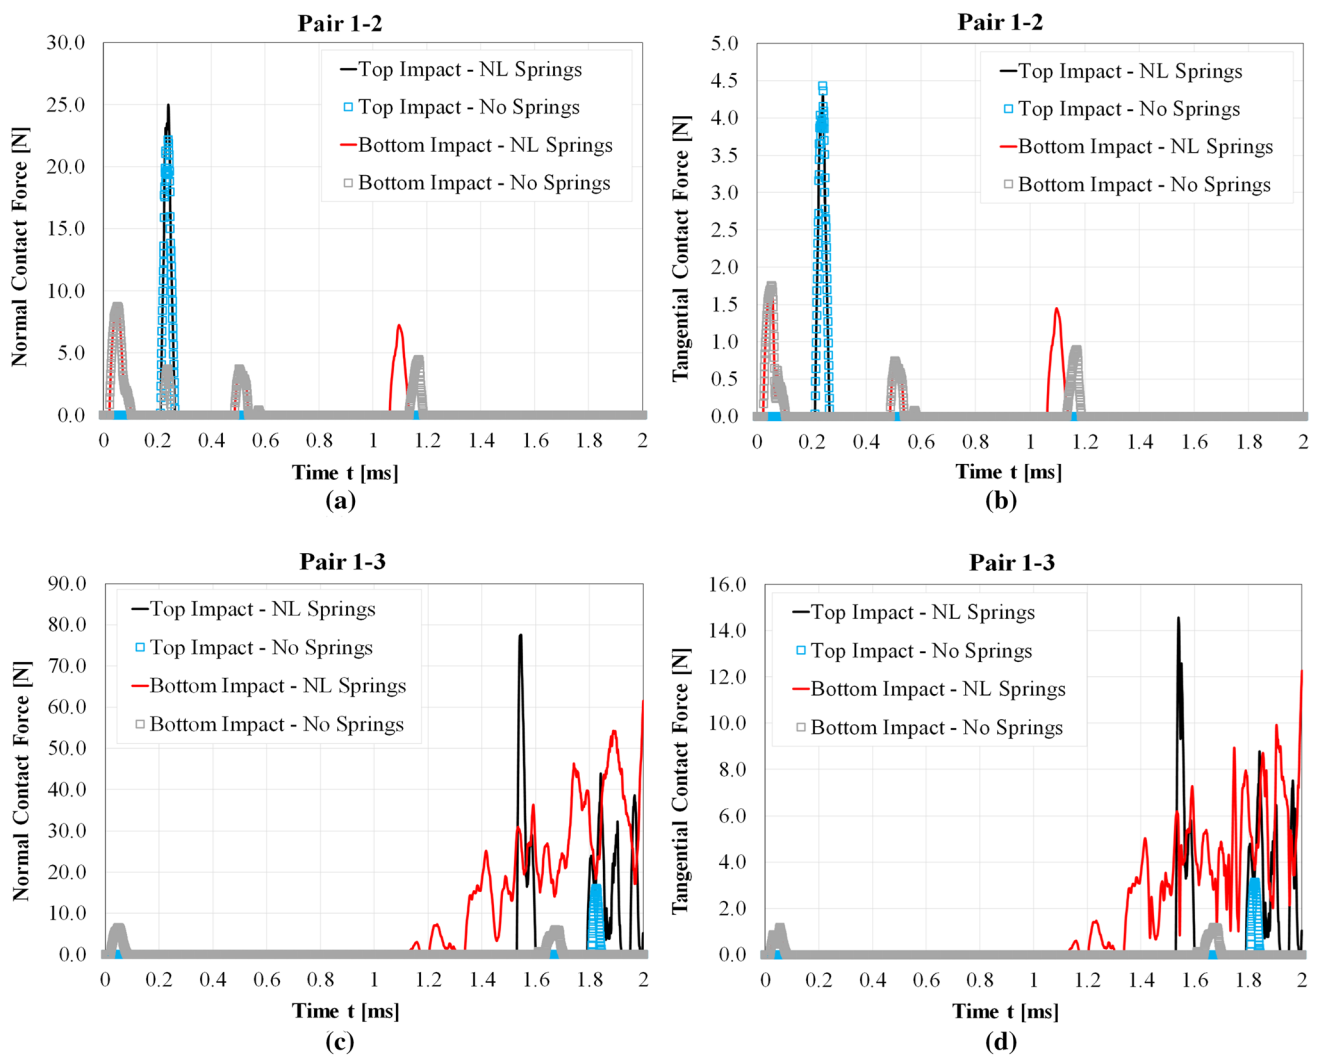 Pair 1-2
30.0
25.0
20.0
15.0
10.0
5.0
0.0
Normal Contact Force [N]
Top Impact - NL Springs
Top Impact - No Springs
Bottom Impact - NL Springs
Bottom Impact - No Springs
0 0.2 0.4 0.6 0.8 1 1.2 1.4 1.6 1.8 2
Time t [ms]
(a)
Pair 1-2
5.0
4.5
4.0
3.5
3.0
2.5
2.0
1.5
1.0
0.5
0.0
Tangential Contact Force [N]
Top Impact - NL Springs
Top Impact - No Springs
Bottom Impact - NL Springs
Bottom Impact - No Springs
0 0.2 0.4 0.6 0.8 1 1.2 1.4 1.6 1.8 2
Time t [ms]
(b)
Pair 1-3
90.0
80.0
70.0
60.0
50.0
40.0
30.0
20.0
10.0
0.0
Normal Contact Force [N]
Top Impact - NL Springs
Top Impact - No Springs
Bottom Impact - NL Springs
Bottom Impact - No Springs
0 0.2 0.4 0.6 0.8 1 1.2 1.4 1.6 1.8 2
Time t [ms]
(c)
Pair 1-3
16.0
14.0
12.0
10.0
8.0
6.0
4.0
2.0
0.0
Tangential Contact Force [N]
Top Impact - NL Springs
Top Impact - No Springs
Bottom Impact - NL Springs
Bottom Impact - No Springs
0 0.2 0.4 0.6 0.8 1 1.2 1.4 1.6 1.8 2
Time t [ms]
(d)